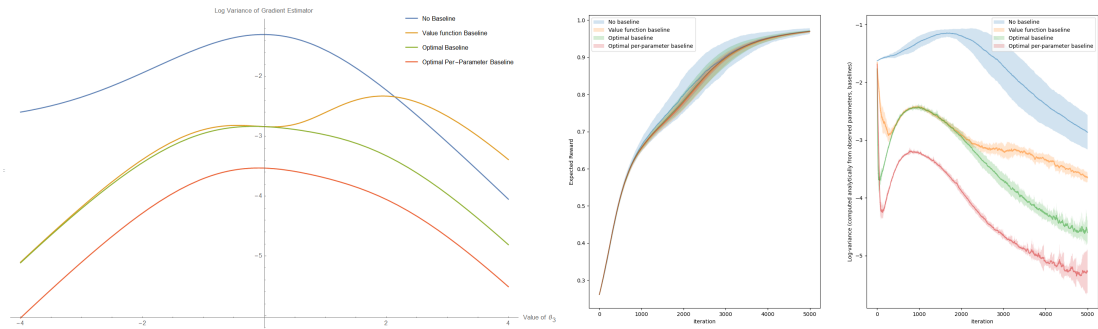 Log Variance of Gradient Estimator
No Baseline
Value function Baseline
Optimal Baseline
Optimal Per-Parameter Baseline
-2
-3
-4
-5
-4
-2
2
4
Value of θ3
No baseline
Value function baseline
Optimal baseline
Optimal per-parameter baseline
Expected Reward
0.9
0.8
0.7
0.6
0.5
0.4
0.3
0
1000
2000
3000
4000
5000
Iteration
No baseline
Value function baseline
Optimal baseline
Optimal per-parameter baseline
Log-variance (computed analytically from observed parameters, baselines)
−1
−2
−3
−4
−5
0
1000
2000
3000
4000
5000
Iteration